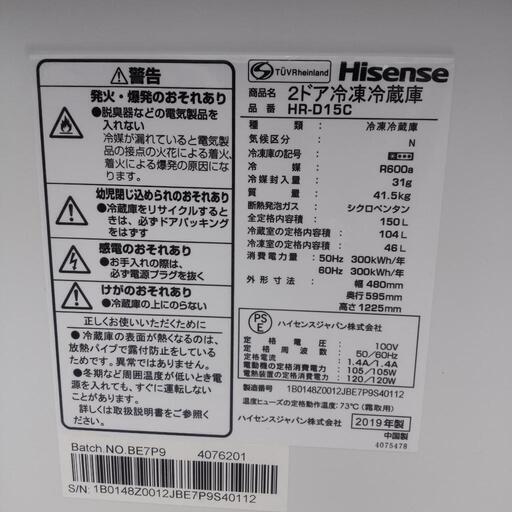 警告
発火・爆発のおそれあり
●脱臭器などの電気製品を
入れない
冷媒が漏れていると電気製
品の接点の火花による着火、
着火による爆発の原因に
なります。
幼児閉じ込められのおそれあり
●冷蔵庫をリサイクルすると
きは、必ずドアパッキング
をはずす
感電のおそれあり
●お手入れの際は、
必ず電源プラグを抜く
けがのおそれあり
●冷蔵庫の上にのらない
正しくお使いいただくために
●冷蔵庫の表面が熱くなるのは、
放熱パイプで露付防止をしているた
めです。異常ではありません。
●冬期など周囲温度が低いとき電
源を入れても、すぐに運転しない
ことがあります。
詳しくは取扱説明書をご覧ください。
TÜVRheinland
Hisense
商品名 2ドア冷凍冷蔵庫
品番 HR-D15C
種類: 冷凍冷蔵庫
気候区分: N
冷凍庫の記号:
冷媒: R600a
冷媒封入量: 31g
質量: 41.5kg
断熱発泡ガス: シクロペンタン
全定格内容積: 150L
冷蔵室の定格内容積: 104L
冷凍室の定格内容積: 46L
消費電力量: 50Hz 300kWh/年
60Hz 300kWh/年
外形寸法: 幅 480mm
奥行 595mm
高さ 1225mm
PS
E
ハイセンスジャパン株式会社
定格電圧: 100V
定格周波数: 50/60Hz
定格電流: 1.4A/1.4A
電動機の定格消費電力: 105/105W
電熱装置の定格消費電力: 120/120W
製造番号: 1B0148Z0012JBE7P9S40112
温度ヒューズの定格動作温度: 73℃ (霜取用)
ハイセンスジャパン株式会社
2019年製
中国製
4075478
Batch.NO.BE7P9 4076201
S/N: 1B0148Z0012JBE7P9S40112